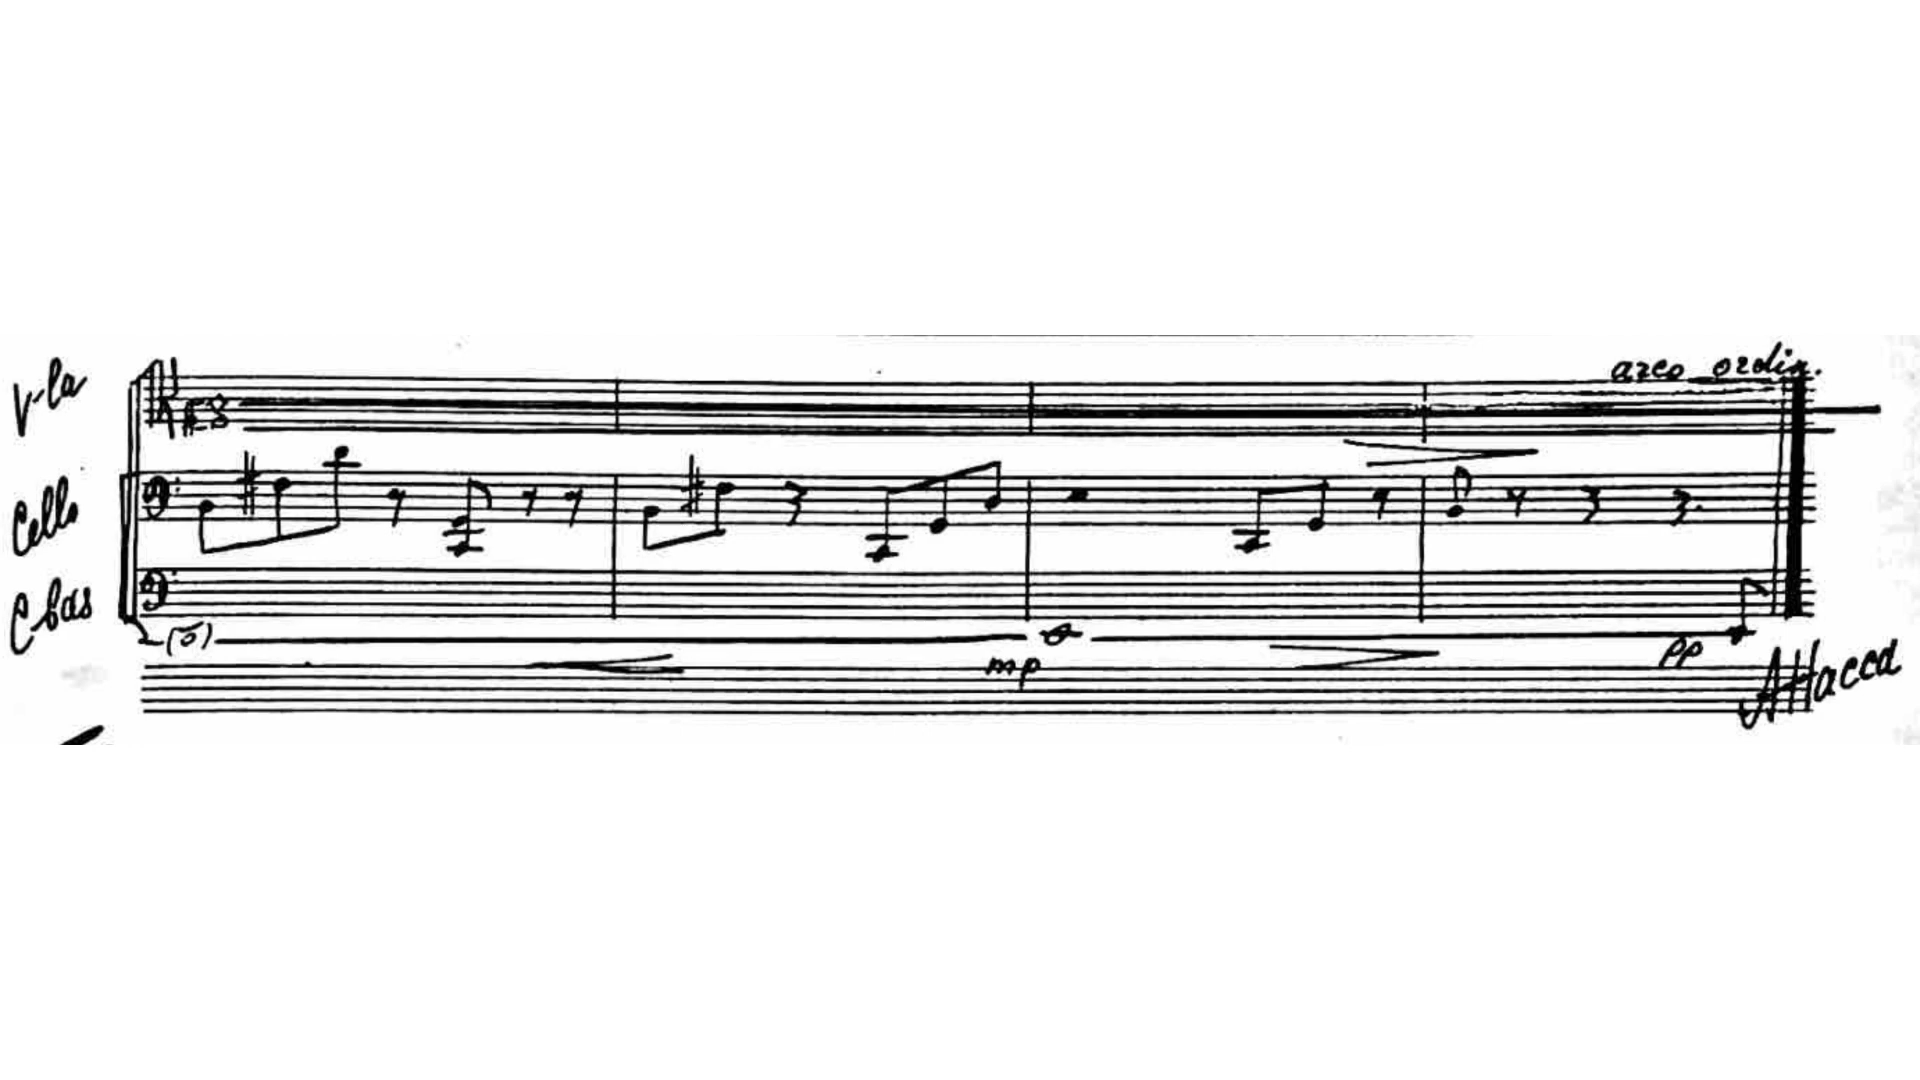 arco ordin.
V-la
Cello
C bas
mp
pp
Attacca